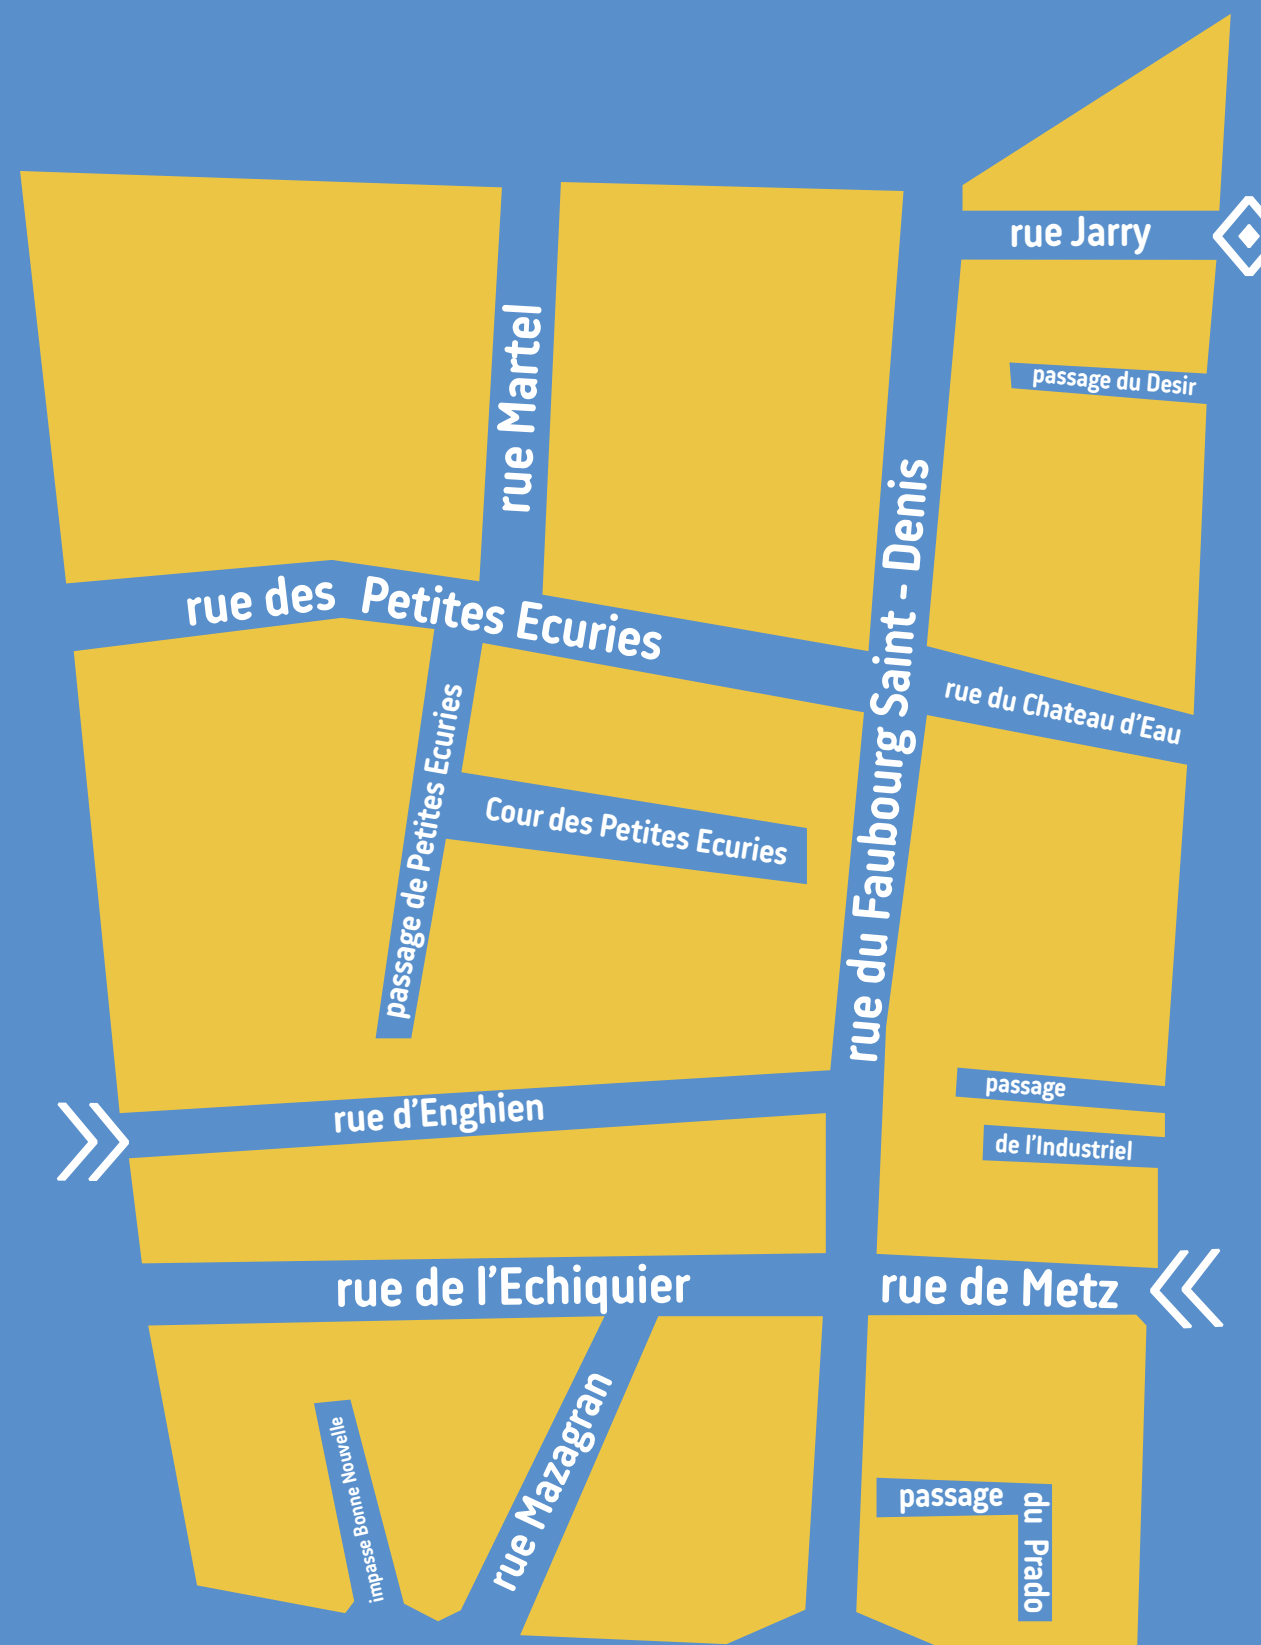 rue Jarry
passage du Desir
rue Martel
rue du Faubourg Saint - Denis
rue des Petites Ecuries
rue du Chateau d'Eau
passage de Petites Ecuries
Cour des Petites Ecuries
passage
de l'Industriel
rue d'Enghien
rue de l'Echiquier
rue de Metz
impasse Bonne Nouvelle
rue Mazagran
passage
du Prado